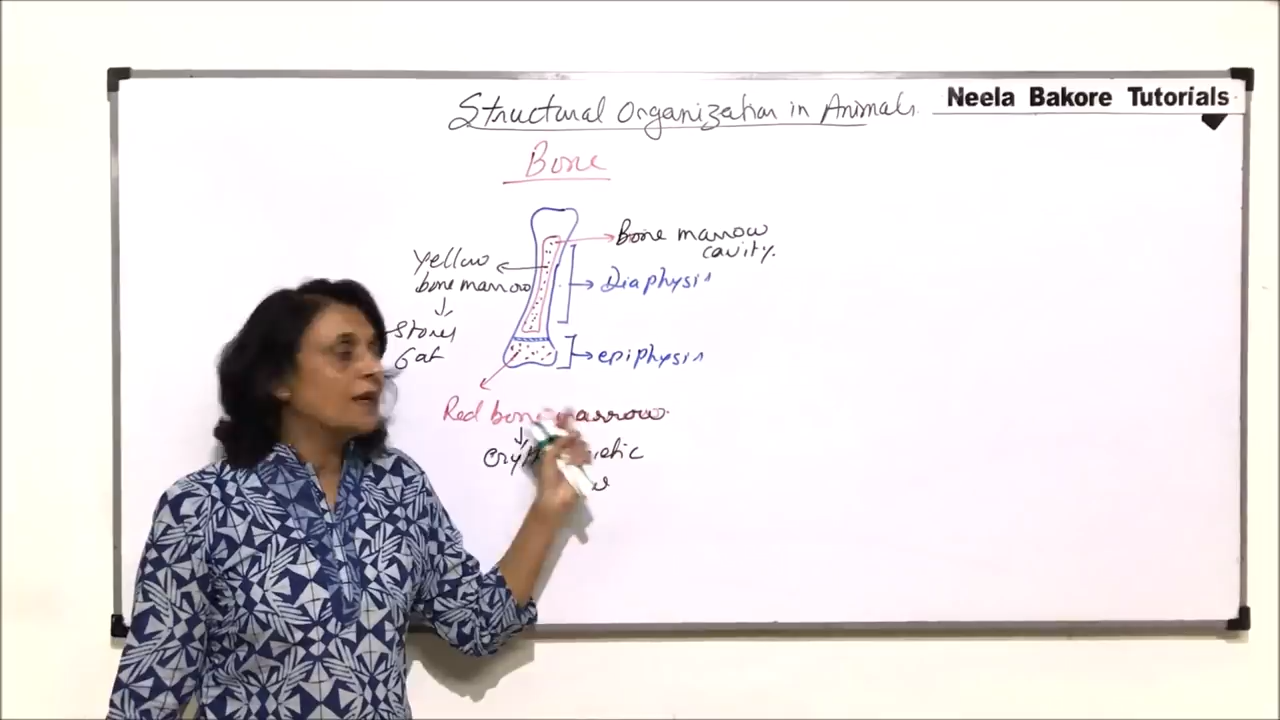 Neela Bakore Tutorials
Structural Organization in Animals.
Bone
Bone marrow
cavity.
Yellow
bone marrow
Diaphysis
Stores
fat
epiphysis
Red bone marrow.